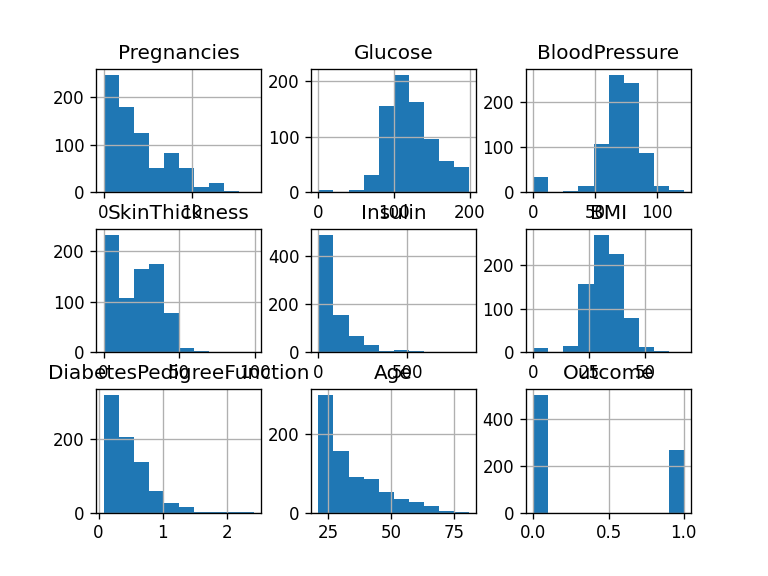 Pregnancies Glucose BloodPressure
200 200 200
100 100 100
0 0 0
0 10 0 100 200 0 50 100
SkinThickness Insulin BMI
200 400 200
100 200 100
0 0 0
0 50 100 0 500 0 25 50
DiabetesPedigreeFunction Age Outcome
200 200 400
200
0 0 0
0 1 2 25 50 75 0.0 0.5 1.0